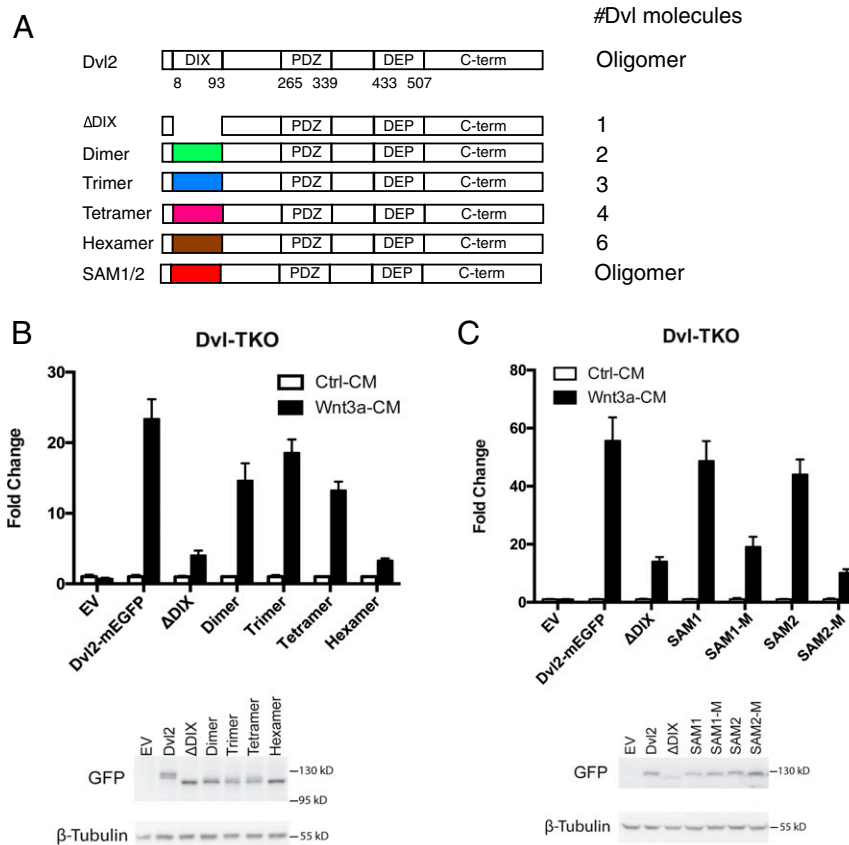 A
#Dvl molecules
Dvl2 DIX PDZ DEP C-term Oligomer
8 93 265 339 433 507
ΔDIX PDZ DEP C-term 1
Dimer PDZ DEP C-term 2
Trimer PDZ DEP C-term 3
Tetramer PDZ DEP C-term 4
Hexamer PDZ DEP C-term 6
SAM1/2 PDZ DEP C-term Oligomer
B
Dvl-TKO
Ctrl-CM
Wnt3a-CM
Fold Change
30
20
10
0
EV Dvl2-mEGFP ΔDIX Dimer Trimer Tetramer Hexamer
EV Dvl2 ΔDIX Dimer Trimer Tetramer Hexamer
GFP
–130 kD
–95 kD
β-Tubulin –55 kD
C
Dvl-TKO
Ctrl-CM
Wnt3a-CM
Fold Change
80
60
40
20
0
EV Dvl2-mEGFP ΔDIX SAM1 SAM1-M SAM2 SAM2-M
EV Dvl2 ΔDIX SAM1 SAM1-M SAM2 SAM2-M
GFP –130 kD
β-Tubulin –55 kD